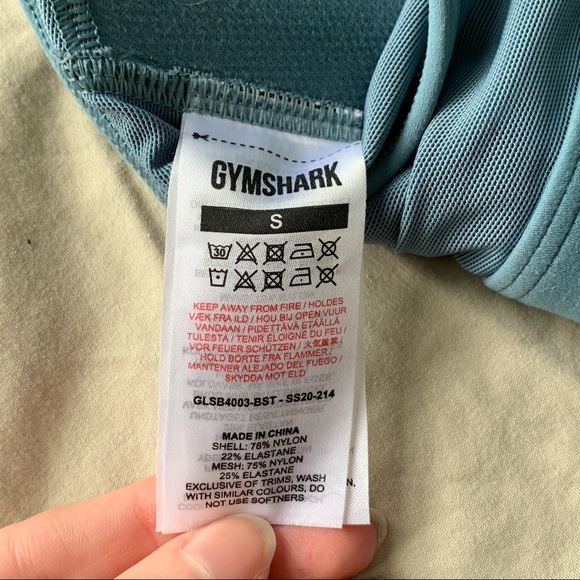 GYMSHARK
S
30
KEEP AWAY FROM FIRE / HOLDES
VÆK FRA ILD / HOU BIJ OPEN VUUR
VANDAAN / PIDETTÄVÄ ETÄÄLLÄ
TULESTA / TENIR ÉLOIGNÉ DU FEU /
VOR FEUER SCHÜTZEN / 火気厳禁 /
HOLD BORTE FRA FLAMMER /
MANTENER ALEJADO DEL FUEGO /
SKYDDA MOT ELD
GLSB4003-BST - SS20-214
MADE IN CHINA
SHELL: 78% NYLON
22% ELASTANE
MESH: 75% NYLON
25% ELASTANE
EXCLUSIVE OF TRIMS, WASH
WITH SIMILAR COLOURS, DO
NOT USE SOFTNERS